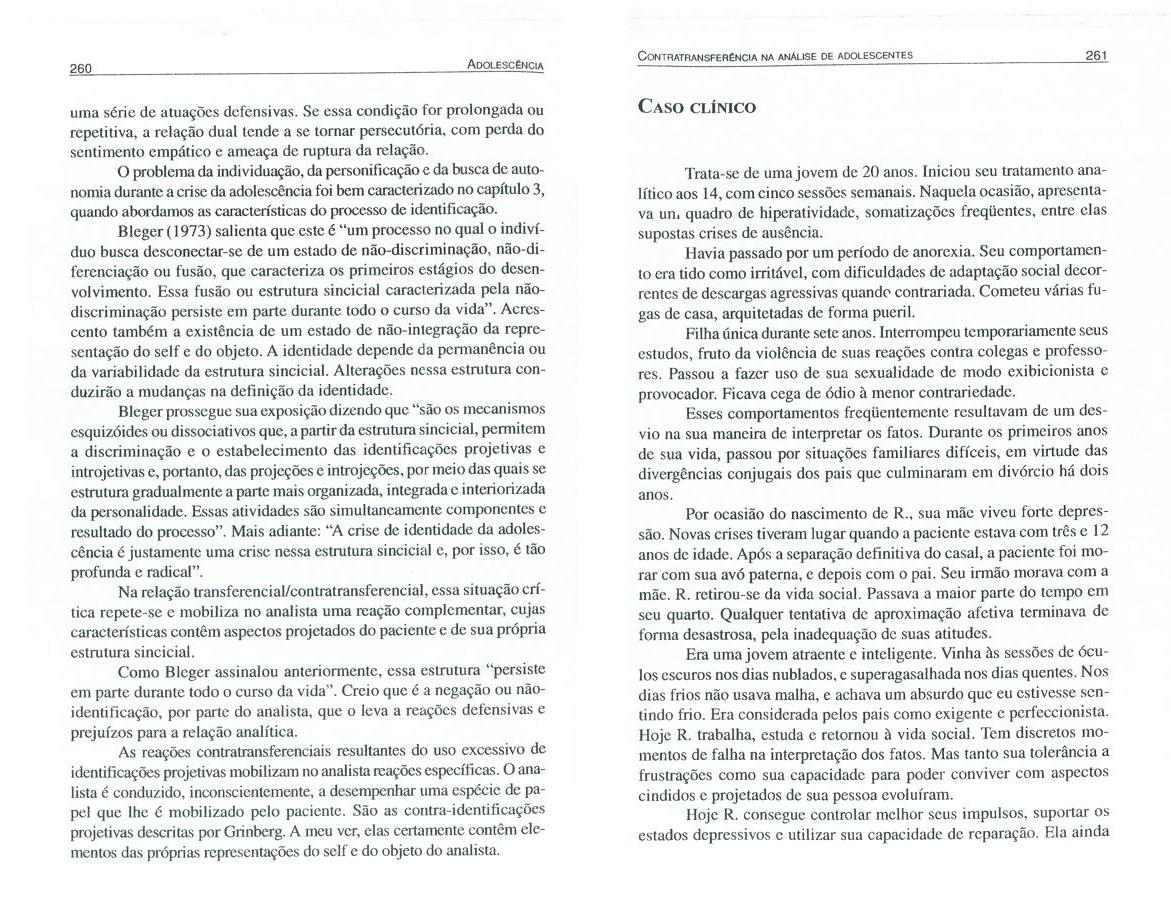 260 ADOLESCÊNCIA
uma série de atuações defensivas. Se essa condição for prolongada ou
repetitiva, a relação dual tende a se tornar persecutória, com perda do
sentimento empático e ameaça de ruptura da relação.
O problema da individuação, da personificação e da busca de auto-
nomia durante a crise da adolescência foi bem caracterizado no capítulo 3,
quando abordamos as características do processo de identificação.
Bleger (1973) salienta que este é “um processo no qual o indiví-
duo busca desconectar-se de um estado de não-discriminação, não-di-
ferenciação ou fusão, que caracteriza os primeiros estágios do desen-
volvimento. Essa fusão ou estrutura sincicial caracterizada pela não-
discriminação persiste em parte durante todo o curso da vida”. Acres-
cento também a existência de um estado de não-integração da repre-
sentação do self e do objeto. A identidade depende da permanência ou
da variabilidade da estrutura sincicial. Alterações nessa estrutura con-
duzirão a mudanças na definição da identidade.
Bleger prossegue sua exposição dizendo que “são os mecanismos
esquizóides ou dissociativos que, a partir da estrutura sincicial, permitem
a discriminação e o estabelecimento das identificações projetivas e
introjetivas e, portanto, das projeções e introjeções, por meio das quais se
estrutura gradualmente a parte mais organizada, integrada e interiorizada
da personalidade. Essas atividades são simultaneamente componentes e
resultado do processo”. Mais adiante: “A crise de identidade da adoles-
cência é justamente uma crise nessa estrutura sincicial e, por isso, é tão
profunda e radical”.
Na relação transferencial/contratransferencial, essa situação crí-
tica repete-se e mobiliza no analista uma reação complementar, cujas
características contêm aspectos projetados do paciente e de sua própria
estrutura sincicial.
Como Bleger assinalou anteriormente, essa estrutura “persiste
em parte durante todo o curso da vida”. Creio que é a negação ou não-
identificação, por parte do analista, que o leva a reações defensivas e
prejuízos para a relação analítica.
As reações contratransferenciais resultantes do uso excessivo de
identificações projetivas mobilizam no analista reações específicas. O ana-
lista é conduzido, inconscientemente, a desempenhar uma espécie de pa-
pel que lhe é mobilizado pelo paciente. São as contra-identificações
projetivas descritas por Grinberg. A meu ver, elas certamente contêm ele-
mentos das próprias representações do self e do objeto do analista.
CONTRATRANSFERÊNCIA NA ANÁLISE DE ADOLESCENTES 261
CASO CLÍNICO
Trata-se de uma jovem de 20 anos. Iniciou seu tratamento ana-
lítico aos 14, com cinco sessões semanais. Naquela ocasião, apresenta-
va um quadro de hiperatividade, somatizações freqüentes, entre elas
supostas crises de ausência.
Havia passado por um período de anorexia. Seu comportamen-
to era tido como irritável, com dificuldades de adaptação social decor-
rentes de descargas agressivas quando contrariada. Cometeu várias fu-
gas de casa, arquitetadas de forma pueril.
Filha única durante sete anos. Interrompeu temporariamente seus
estudos, fruto da violência de suas reações contra colegas e professo-
res. Passou a fazer uso de sua sexualidade de modo exibicionista e
provocador. Ficava cega de ódio à menor contrariedade.
Esses comportamentos freqüentemente resultavam de um des-
vio na sua maneira de interpretar os fatos. Durante os primeiros anos
de sua vida, passou por situações familiares difíceis, em virtude das
divergências conjugais dos pais que culminaram em divórcio há dois
anos.
Por ocasião do nascimento de R., sua mãe viveu forte depres-
são. Novas crises tiveram lugar quando a paciente estava com três e 12
anos de idade. Após a separação definitiva do casal, a paciente foi mo-
rar com sua avó paterna, e depois com o pai. Seu irmão morava com a
mãe. R. retirou-se da vida social. Passava a maior parte do tempo em
seu quarto. Qualquer tentativa de aproximação afetiva terminava de
forma desastrosa, pela inadequação de suas atitudes.
Era uma jovem atraente e inteligente. Vinha às sessões de ócu-
los escuros nos dias nublados, e superagasalhada nos dias quentes. Nos
dias frios não usava malha, e achava um absurdo que eu estivesse sen-
tindo frio. Era considerada pelos pais como exigente e perfeccionista.
Hoje R. trabalha, estuda e retornou à vida social. Tem discretos mo-
mentos de falha na interpretação dos fatos. Mas tanto sua tolerância a
frustrações como sua capacidade para poder conviver com aspectos
cindidos e projetados de sua pessoa evoluíram.
Hoje R. consegue controlar melhor seus impulsos, suportar os
estados depressivos e utilizar sua capacidade de reparação. Ela ainda